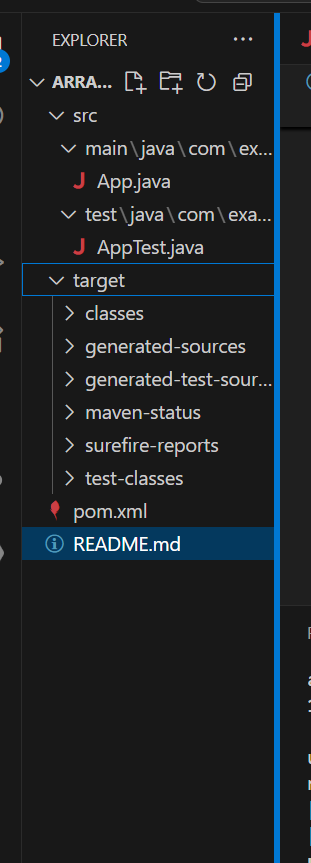 EXPLORER
ARRA...
src
main\java\com\ex...
App.java
test\java\com\exa...
AppTest.java
target
classes
generated-sources
generated-test-sour...
maven-status
surefire-reports
test-classes
pom.xml
README.md